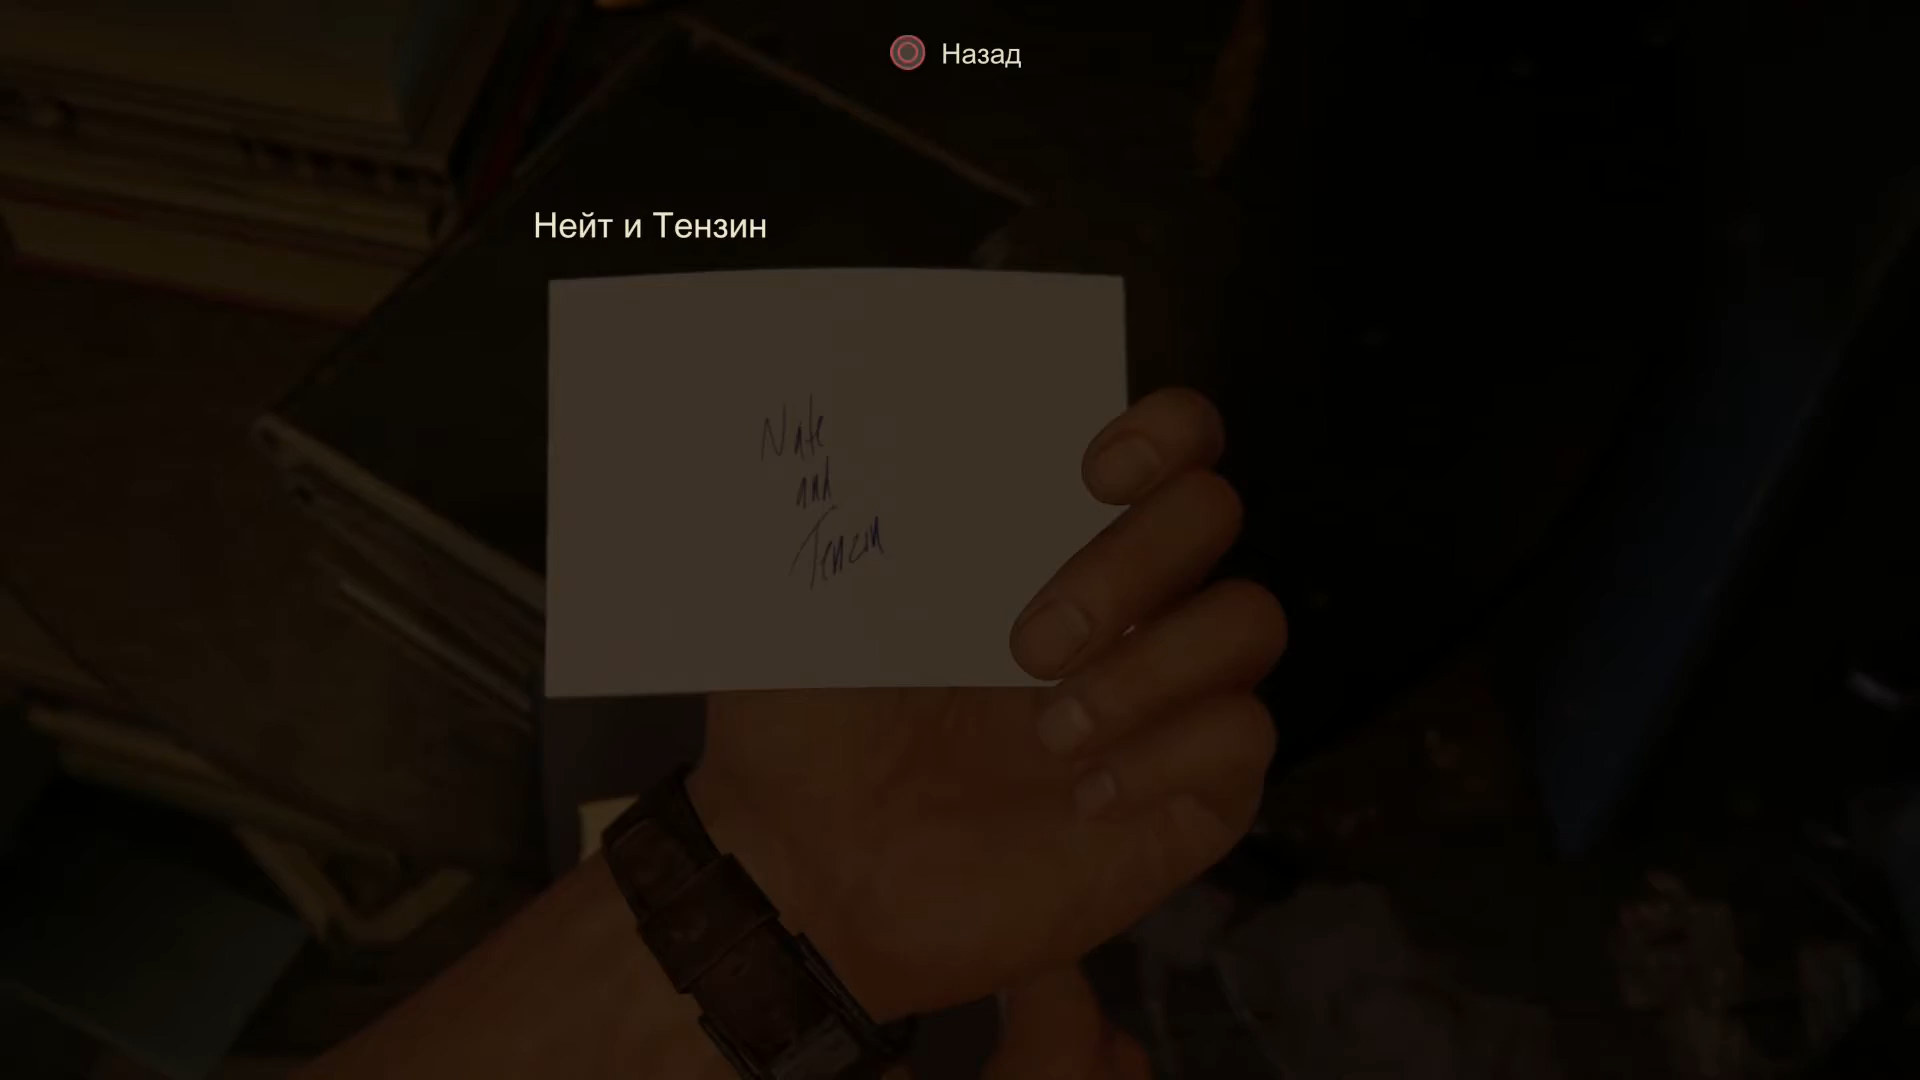 Назад
Нейт и Тензин
Nate
and
Tenzin